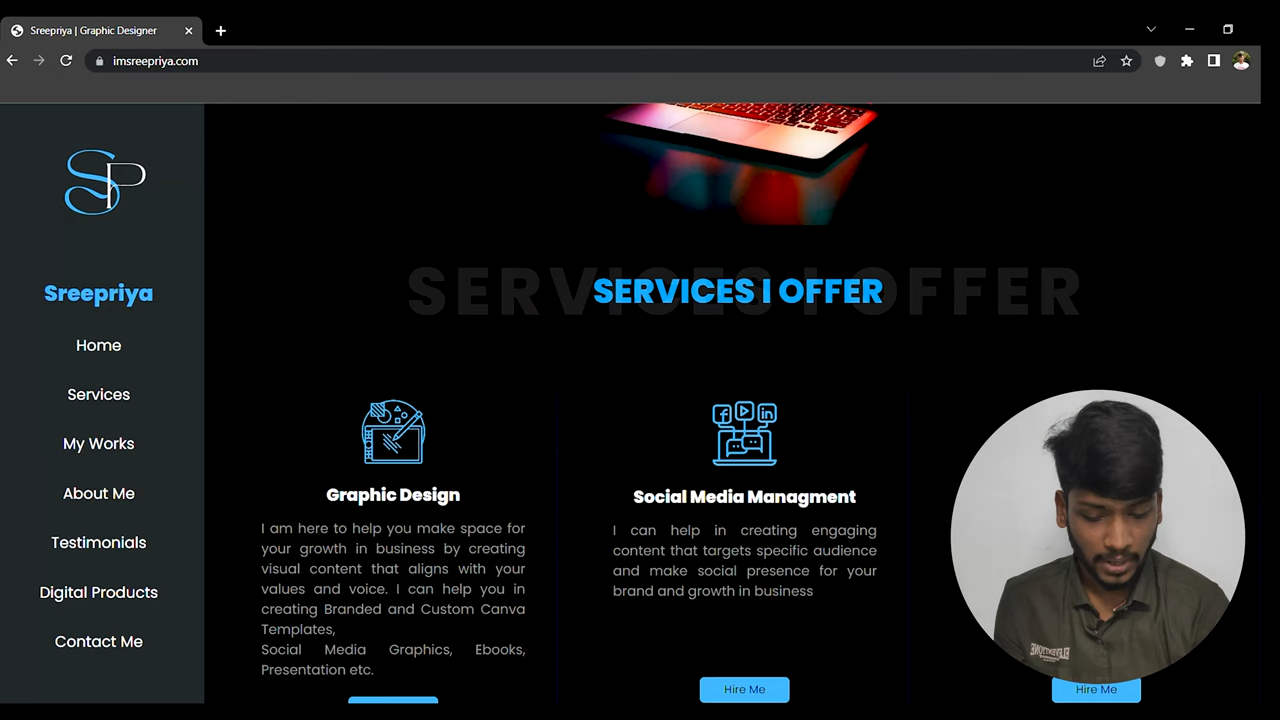 Sreepriya | Graphic Designer
imsreepriya.com
SP
Sreepriya
Home
Services
My Works
About Me
Testimonials
Digital Products
Contact Me
SERVICES I OFFER
SERVICES I OFFER
Graphic Design
I am here to help you make space for
your growth in business by creating
visual content that aligns with your
values and voice. I can help you in
creating Branded and Custom Canva
Templates,
Social Media Graphics, Ebooks,
Presentation etc.
Social Media Managment
I can help in creating engaging
content that targets specific audience
and make social presence for your
brand and growth in business
Hire Me
Hire Me